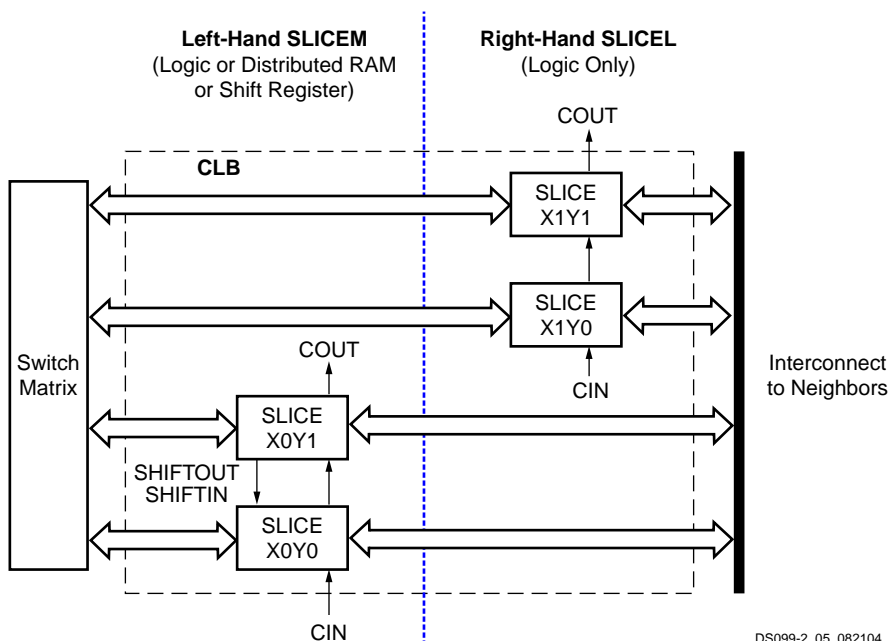 Left-Hand SLICEM
(Logic or Distributed RAM
or Shift Register)
Right-Hand SLICEL
(Logic Only)
COUT
CLB
SLICE
X1Y1
SLICE
X1Y0
COUT
CIN
Switch
Matrix
Interconnect
to Neighbors
SLICE
X0Y1
SHIFTOUT
SHIFTIN
SLICE
X0Y0
CIN
DS099-2_05_082104